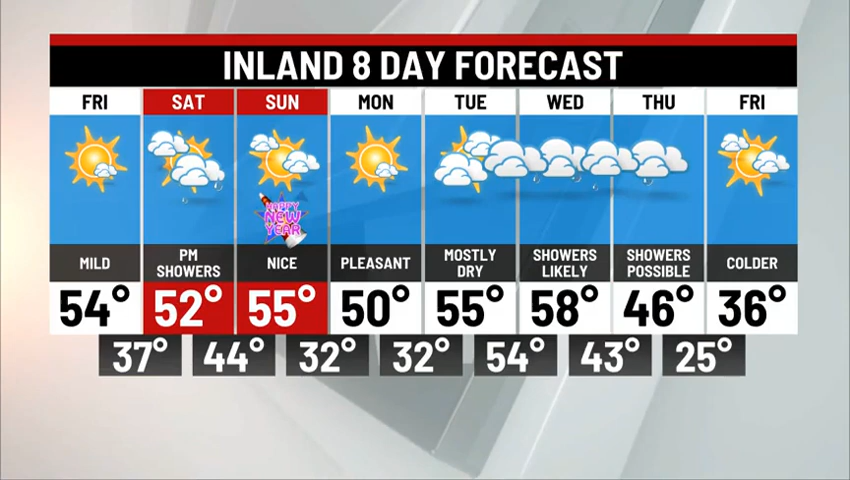 INLAND 8 DAY FORECAST
FRI SAT SUN MON TUE WED THU FRI
HAPPY
NEW
YEAR
MILD
PM
SHOWERS
NICE
PLEASANT
MOSTLY
DRY
SHOWERS
LIKELY
SHOWERS
POSSIBLE
COLDER
54° 52° 55° 50° 55° 58° 46° 36°
37° 44° 32° 32° 54° 43° 25°